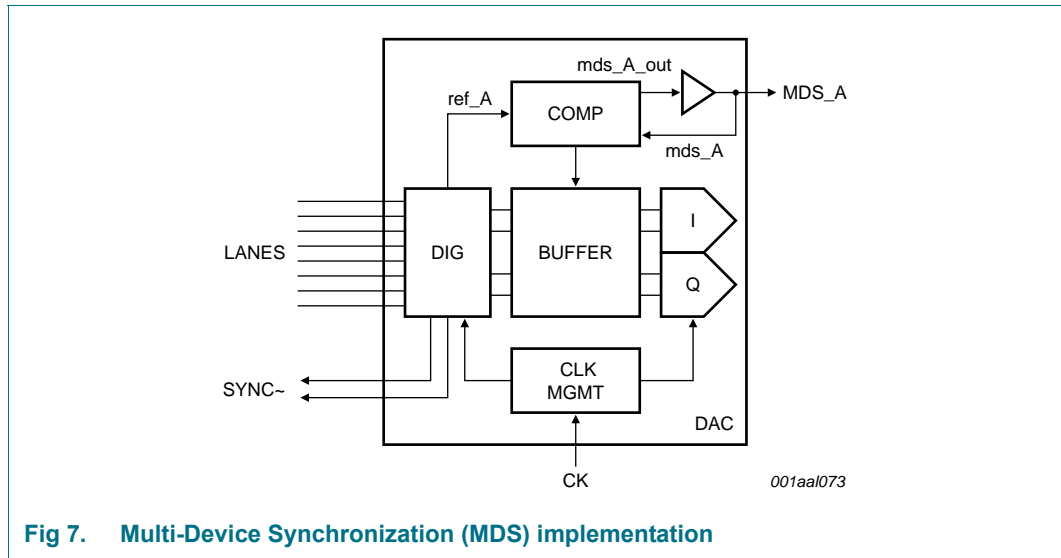 mds_A_out
MDS_A
ref_A
COMP
mds_A
I
LANES
DIG
BUFFER
Q
CLK
MGMT
SYNC~
DAC
CK
001aal073
Fig 7. Multi-Device Synchronization (MDS) implementation